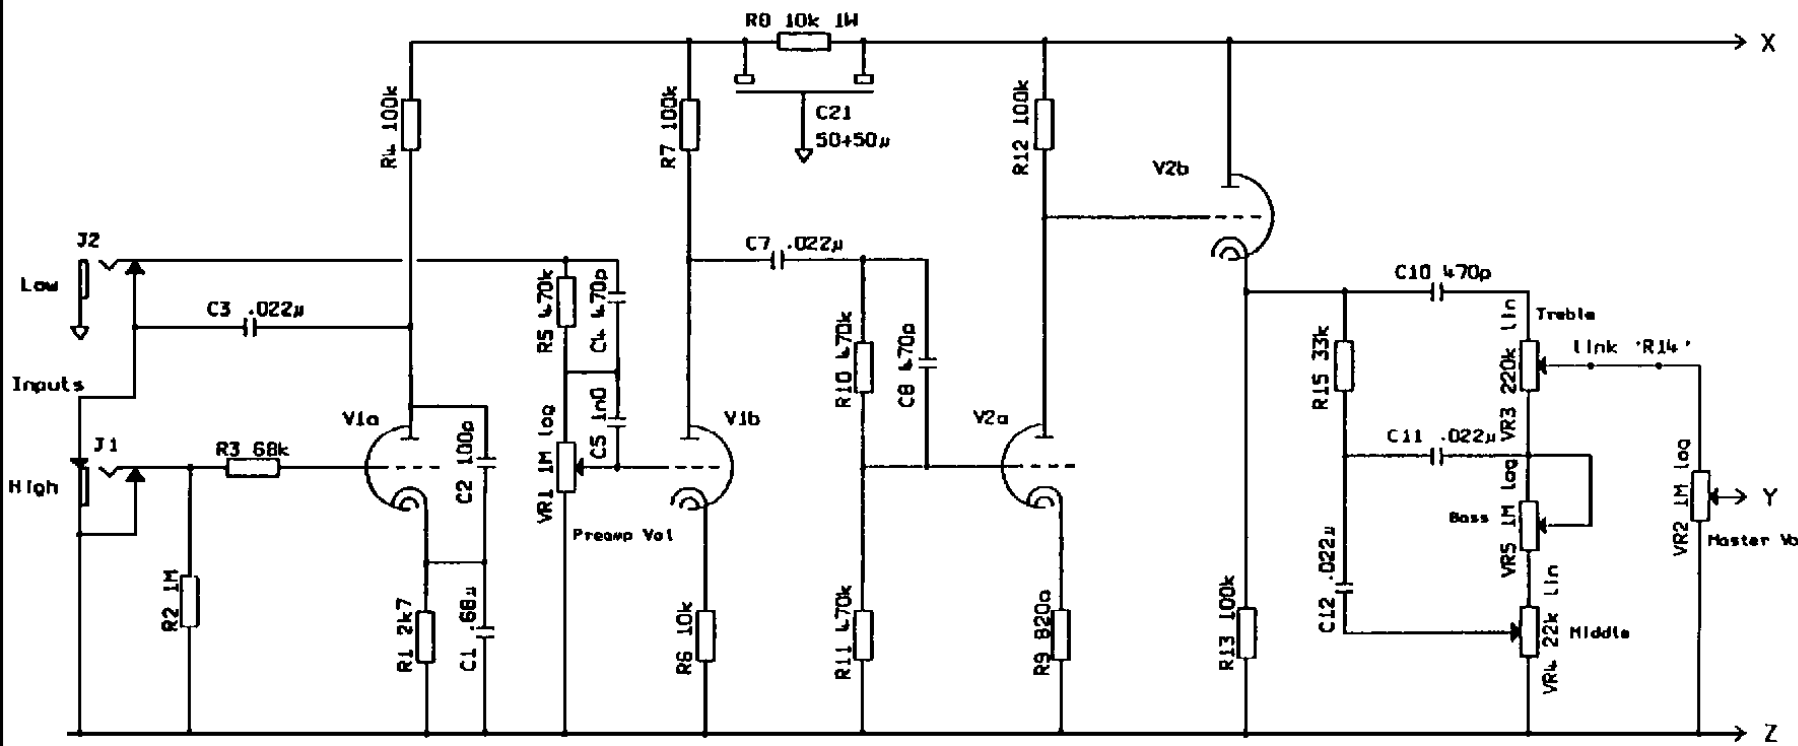 R8 10k 1W
X
R4 100k
R7 100k
C21
50+50µ
R12 100k
V2b
J2
Low
C3 .022µ
R5 470k
C4 470p
C7 .022µ
C10 470p
lin
Treble
link 'R14'
Inputs
R10 470k
C8 470p
R15 33k
VR3 220k
V1a
C5 1n0
V1b
V2a
J1
R3 68k
C2 100p
VR1 1M log
C11 .022µ
High
Preamp Vol
Bass
VR5 1M log
VR2 1M log
Y
Master Vo
R2 1M
R1 2k7
C1 .68µ
R6 10k
R11 470k
R9 820o
R13 100k
C12 .022µ
VR4 22k lin
Middle
Z